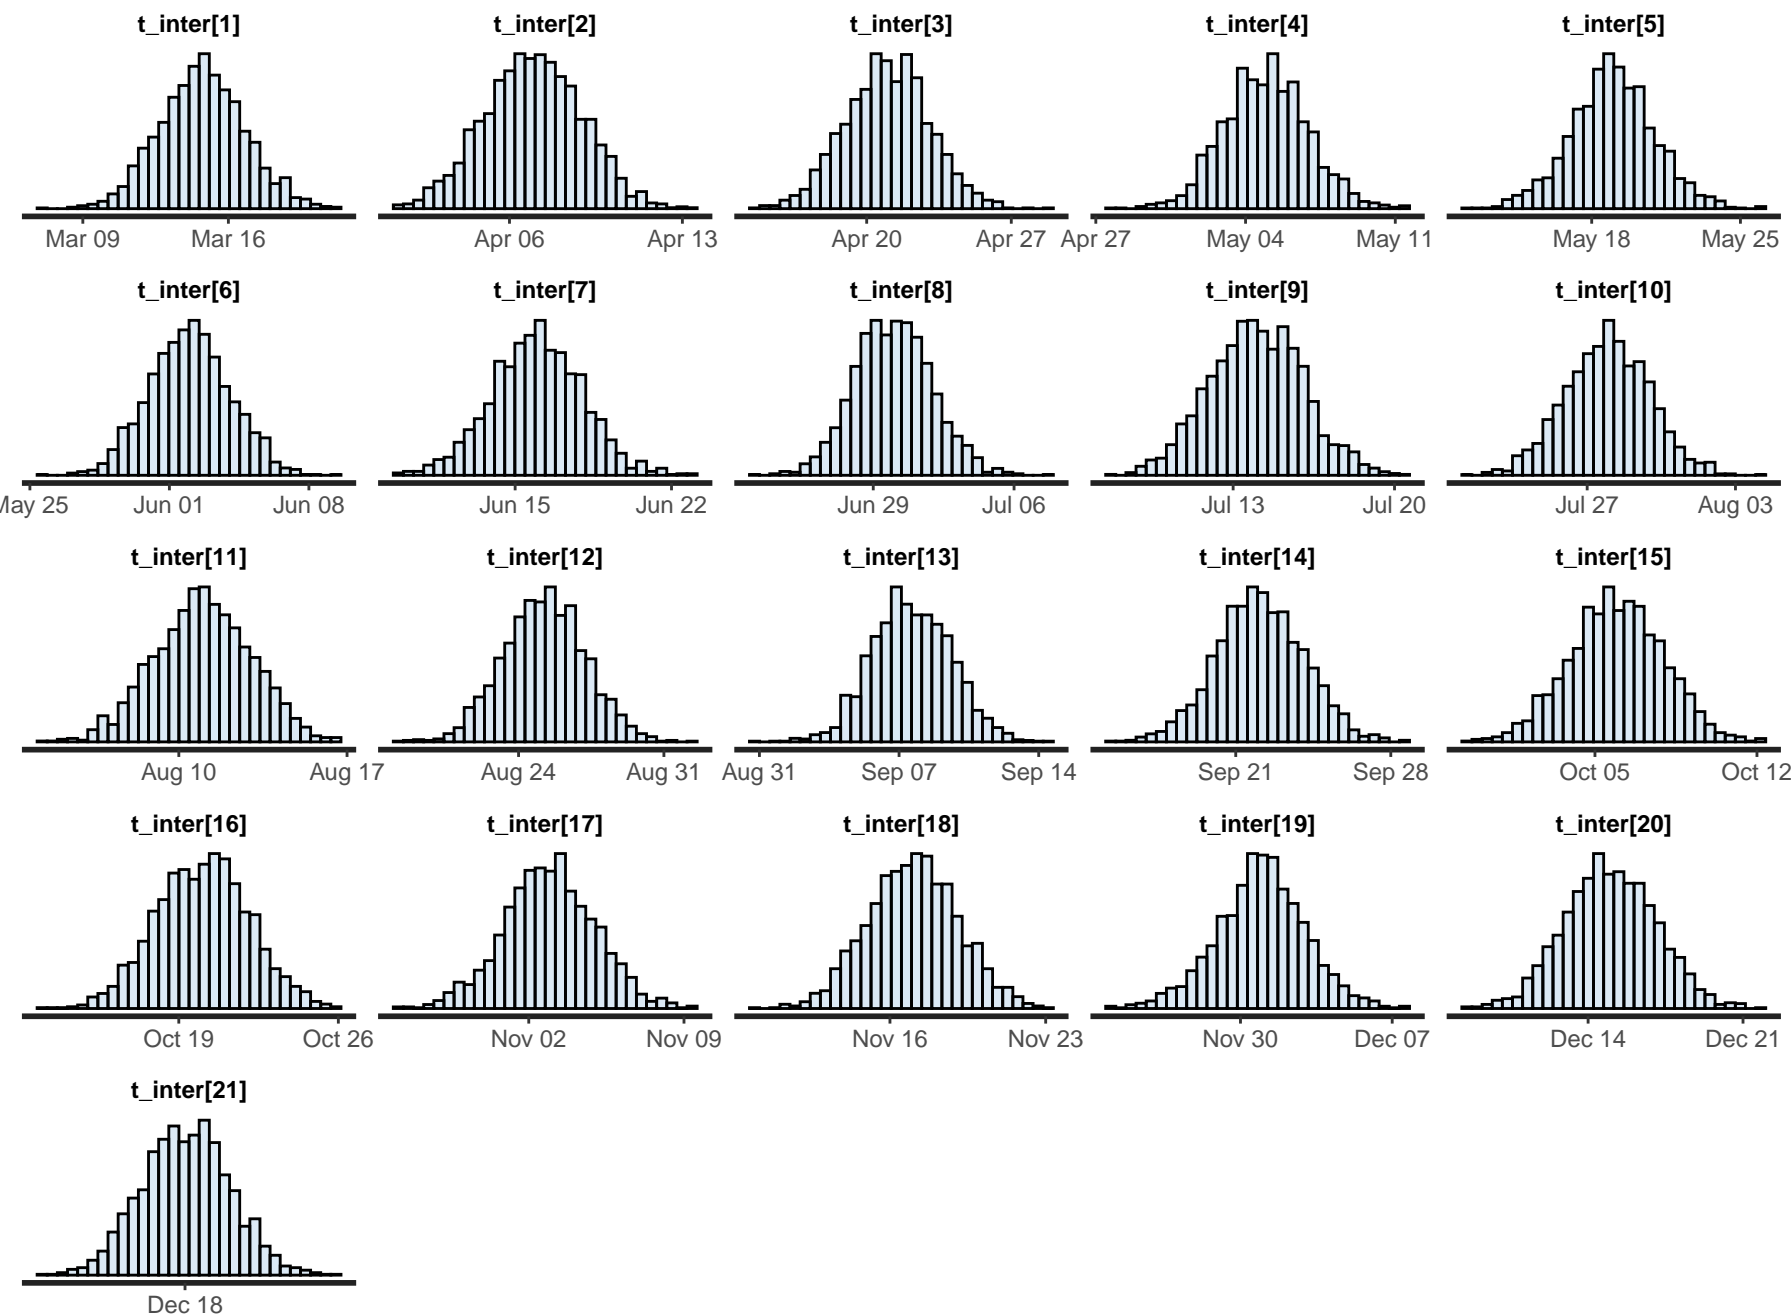 t_inter[1] t_inter[2] t_inter[3] t_inter[4] t_inter[5]
Mar 09 Mar 16 Apr 06 Apr 13 Apr 20 Apr 27 Apr 27 May 04 May 11 May 18 May 25
t_inter[6] t_inter[7] t_inter[8] t_inter[9] t_inter[10]
May 25 Jun 01 Jun 08 Jun 15 Jun 22 Jun 29 Jul 06 Jul 13 Jul 20 Jul 27 Aug 03
t_inter[11] t_inter[12] t_inter[13] t_inter[14] t_inter[15]
Aug 10 Aug 17 Aug 24 Aug 31 Aug 31 Sep 07 Sep 14 Sep 21 Sep 28 Oct 05 Oct 12
t_inter[16] t_inter[17] t_inter[18] t_inter[19] t_inter[20]
Oct 19 Oct 26 Nov 02 Nov 09 Nov 16 Nov 23 Nov 30 Dec 07 Dec 14 Dec 21
t_inter[21]
Dec 18